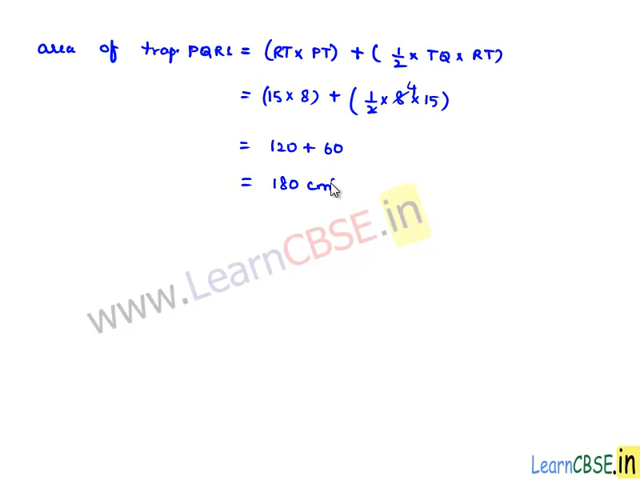 area of trap. PQRS = (RT × PT) + ( 1/2 × TQ × RT)
= (15 × 8) + ( 1/2 × 8 4 × 15)
= 120 + 60
= 180 cm
www.LearnCBSE.in
LearnCBSE.in